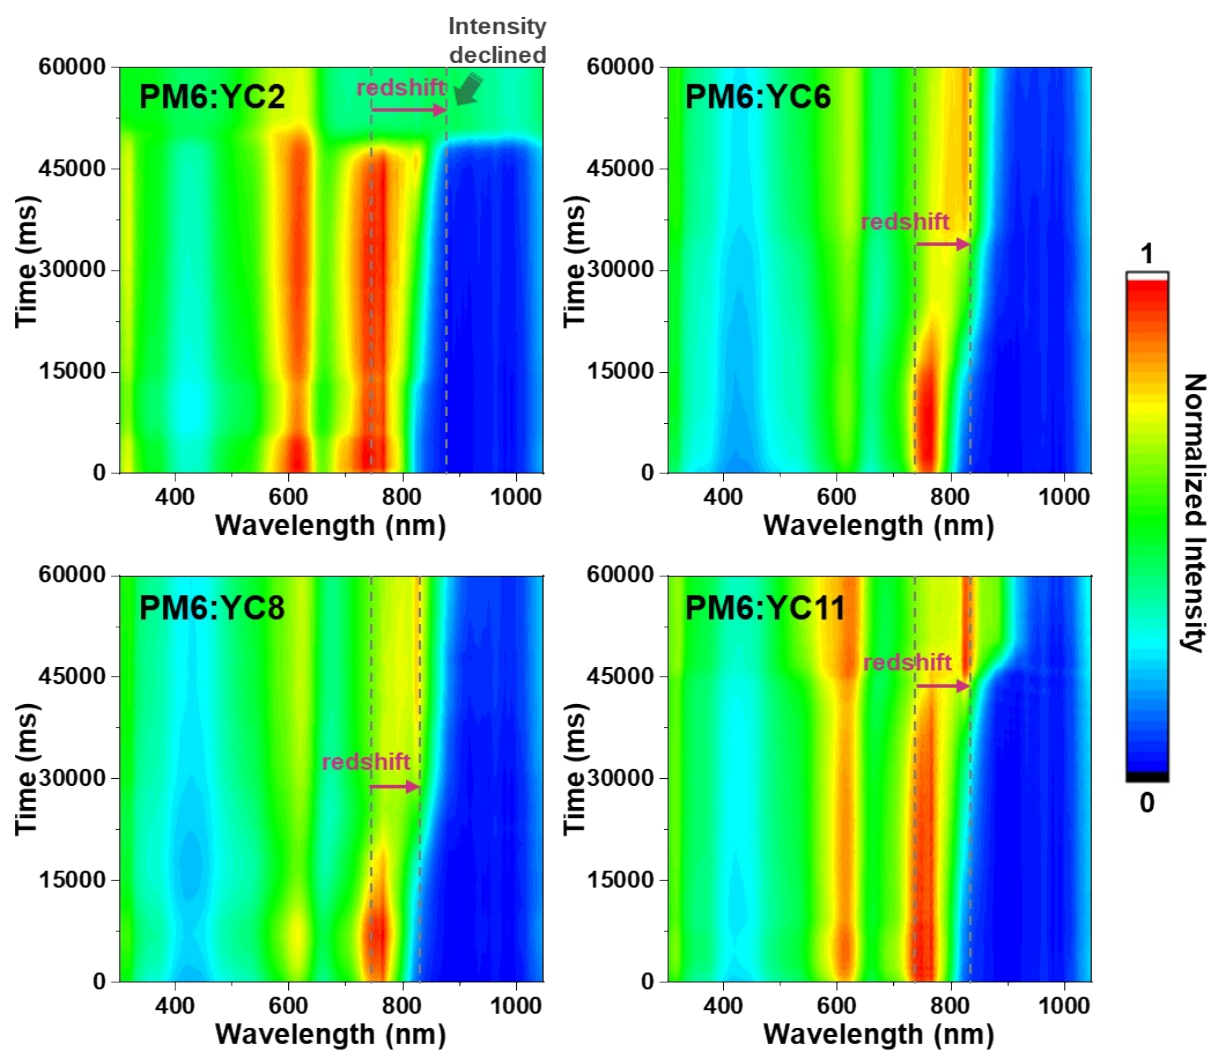 Intensity
declined
60000
45000
30000
15000
0
Time (ms)
PM6:YC2
redshift
400
600
800
1000
Wavelength (nm)
60000
45000
30000
15000
0
Time (ms)
PM6:YC6
redshift
400
600
800
1000
Wavelength (nm)
60000
45000
30000
15000
0
Time (ms)
PM6:YC8
redshift
400
600
800
1000
Wavelength (nm)
60000
45000
30000
15000
0
Time (ms)
PM6:YC11
redshift
400
600
800
1000
Wavelength (nm)
1
0
Normalized Intensity